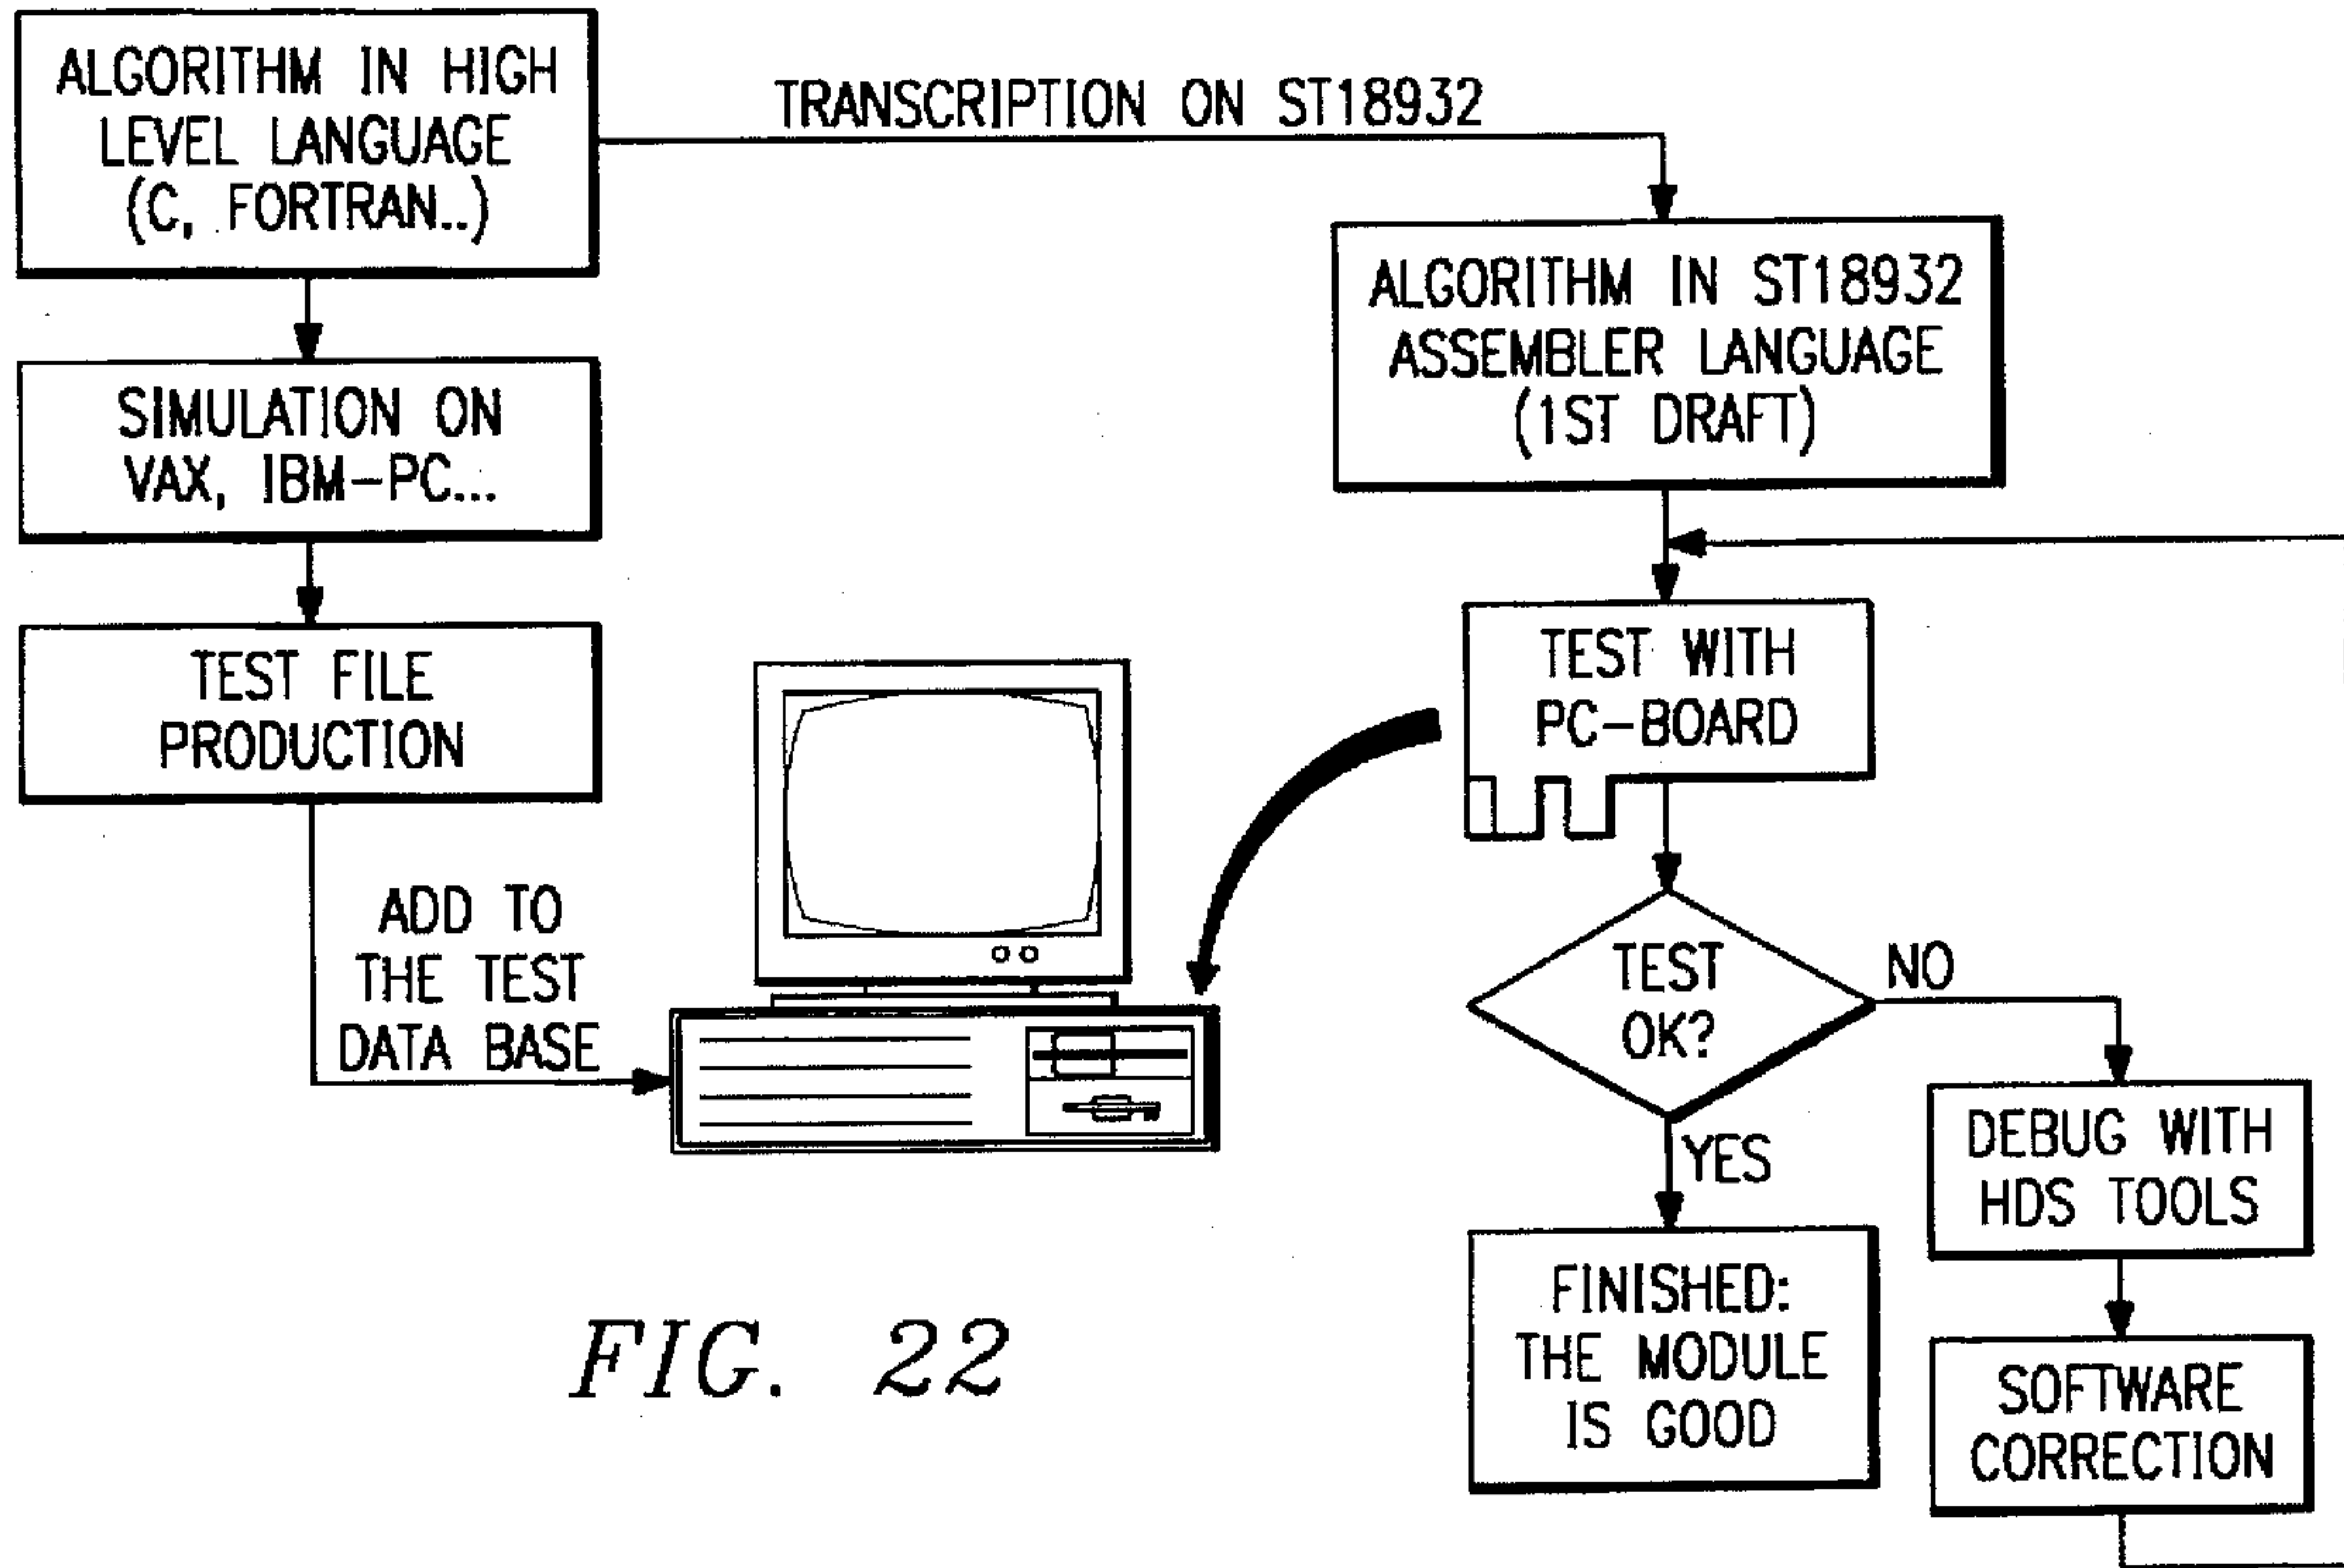 ALGORITHM IN HIGH
LEVEL LANGUAGE
(C, FORTRAN..)
TRANSCRIPTION ON ST18932
ALGORITHM IN ST18932
ASSEMBLER LANGUAGE
(1ST DRAFT)
SIMULATION ON
VAX, IBM-PC...
TEST FILE
PRODUCTION
TEST WITH
PC-BOARD
ADD TO
THE TEST
DATA BASE
TEST
OK?
NO
YES
DEBUG WITH
HDS TOOLS
FINISHED:
THE MODULE
IS GOOD
SOFTWARE
CORRECTION
FIG. 22